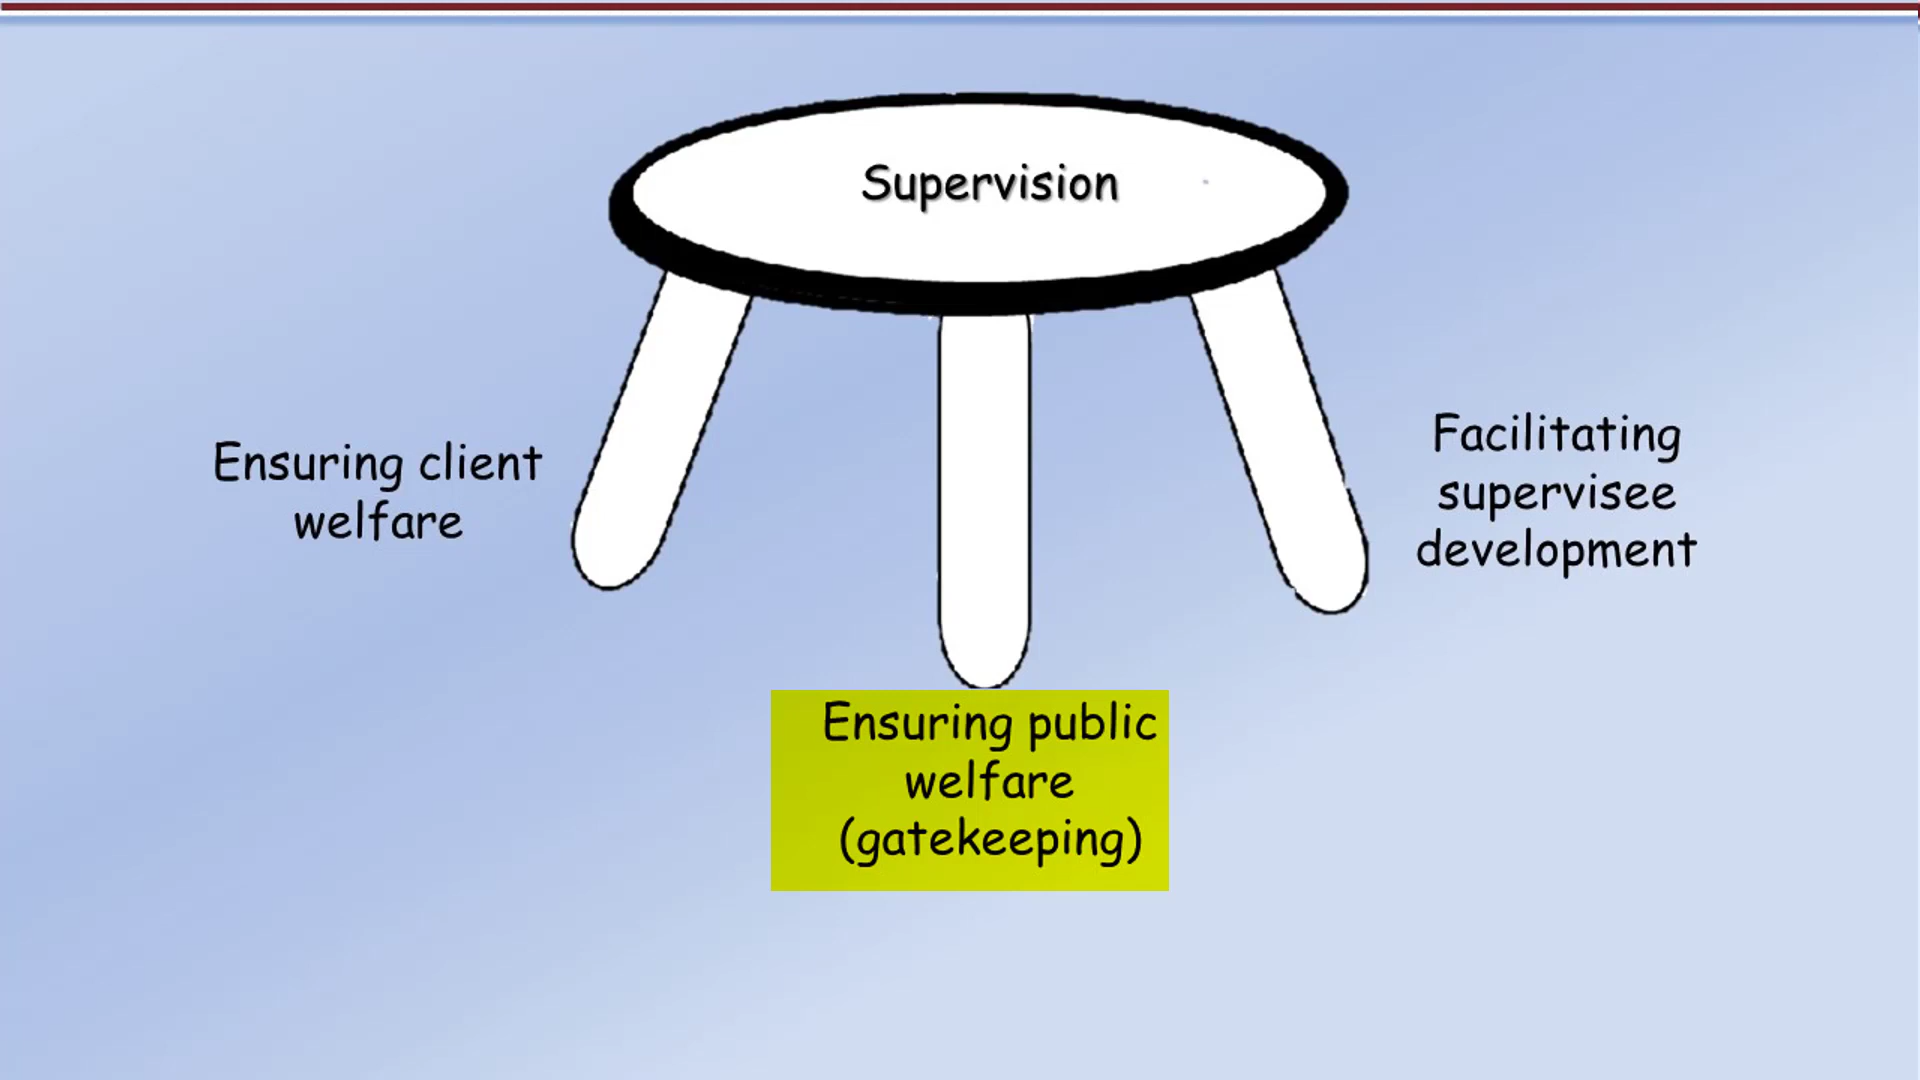 Supervision
Ensuring client
welfare
Facilitating
supervisee
development
Ensuring public
welfare
(gatekeeping)